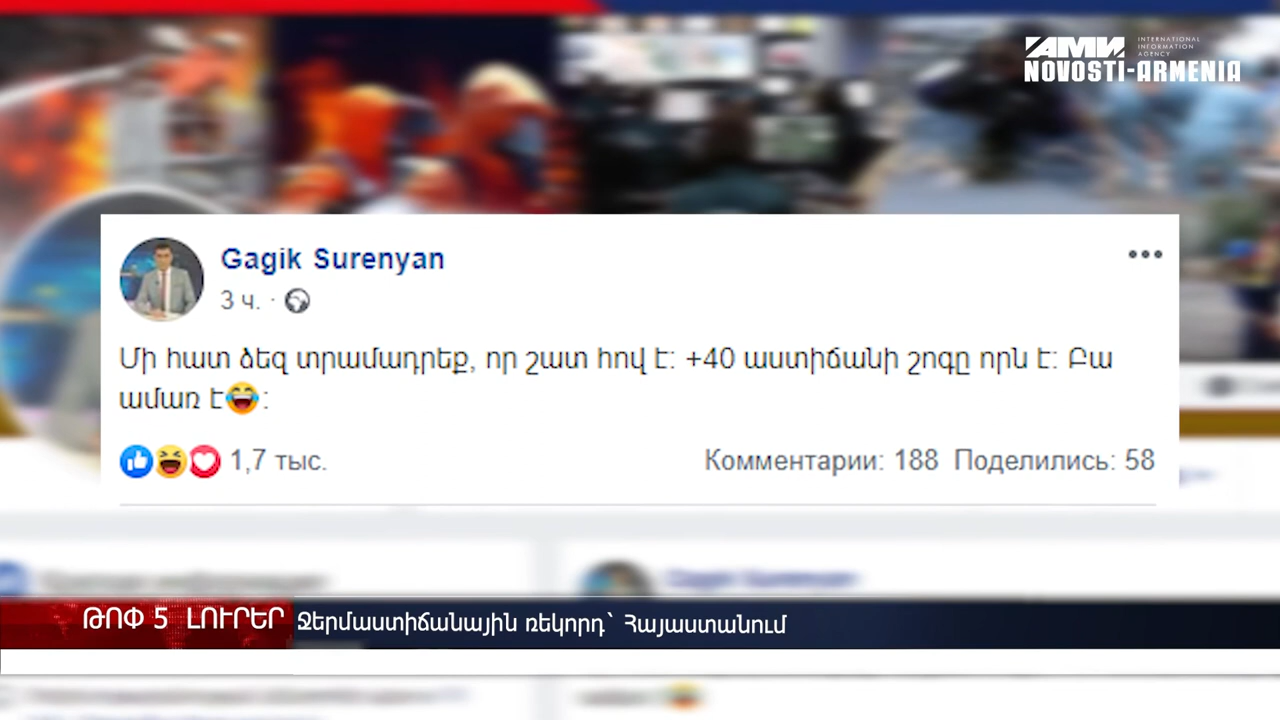 ИАМИ INTERNATIONAL INFORMATION AGENCY
NOVOSTI-ARMENIA
Gagik Surenyan
3 ч. ·
Մի հատ ձեզ տրամադրեք, որ շատ հով է: +40 աստիճանի շոգը որն է: Բա
ամառ է😂:
1,7 тыс.
Комментарии: 188 Поделились: 58
ԹՈՓ 5 ԼՈՒՐԵՐ
Ջերմաստիճանային ռեկորդ՝ Հայաստանում